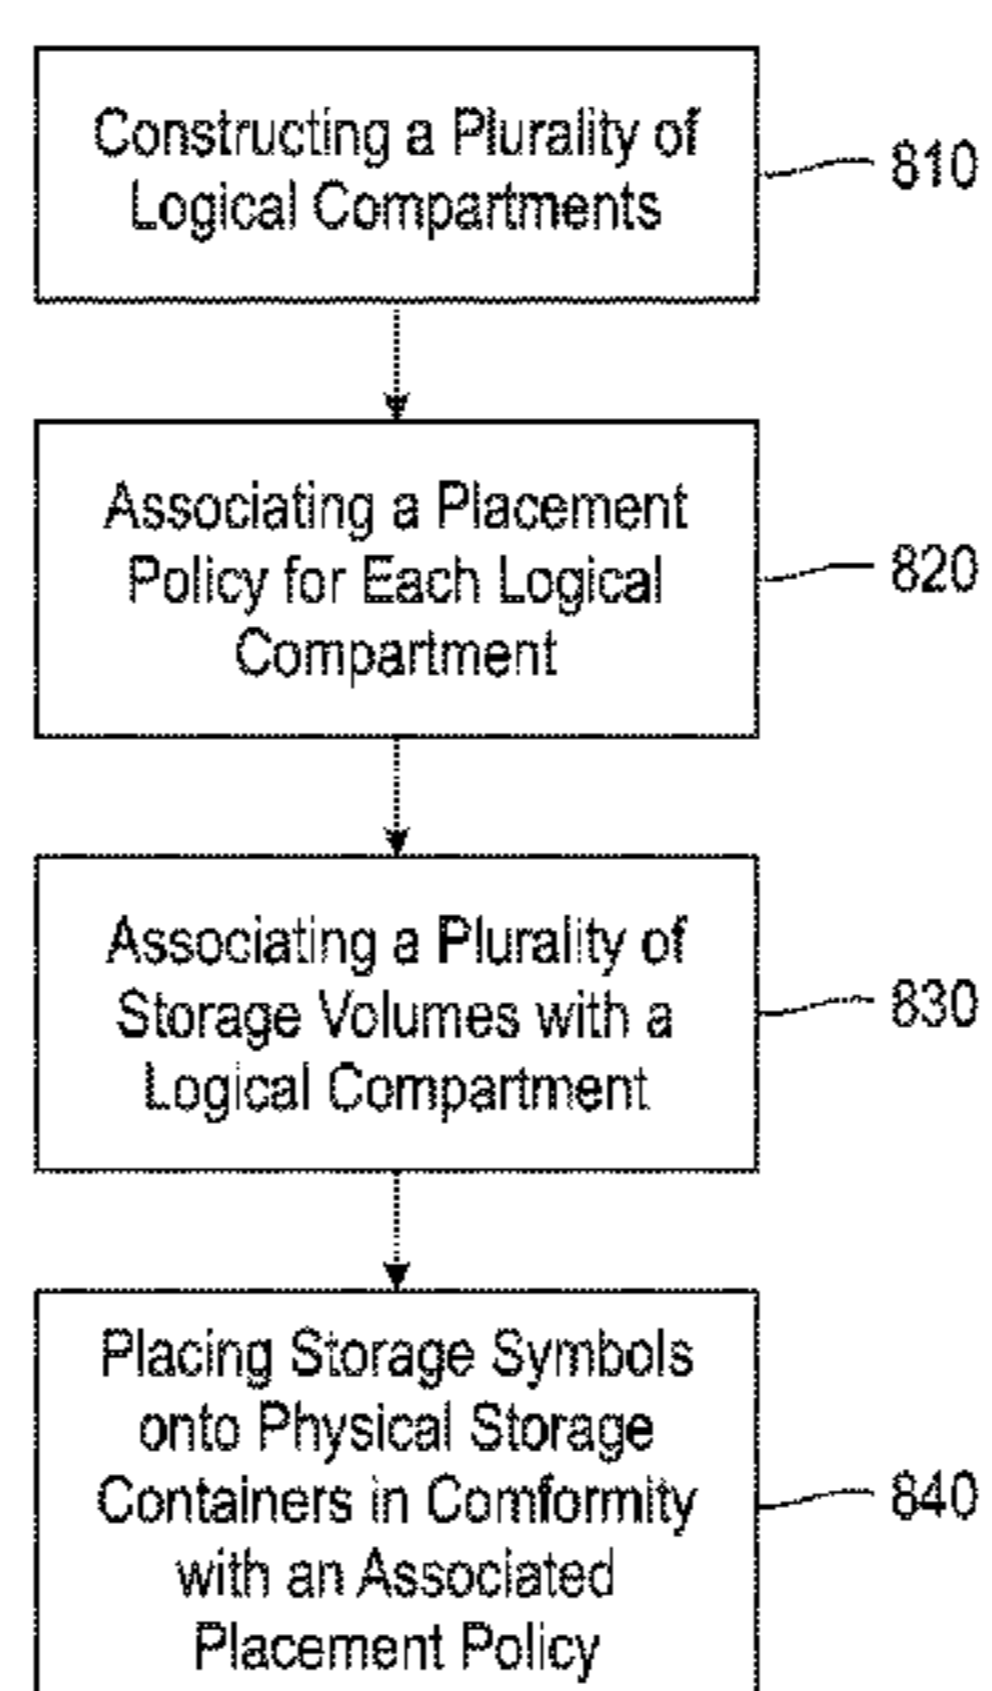 Constructing a Plurality of
Logical Compartments
810
Associating a Placement
Policy for Each Logical
Compartment
820
Associating a Plurality of
Storage Volumes with a
Logical Compartment
830
Placing Storage Symbols
onto Physical Storage
Containers in Comformity
with an Associated
Placement Policy
840